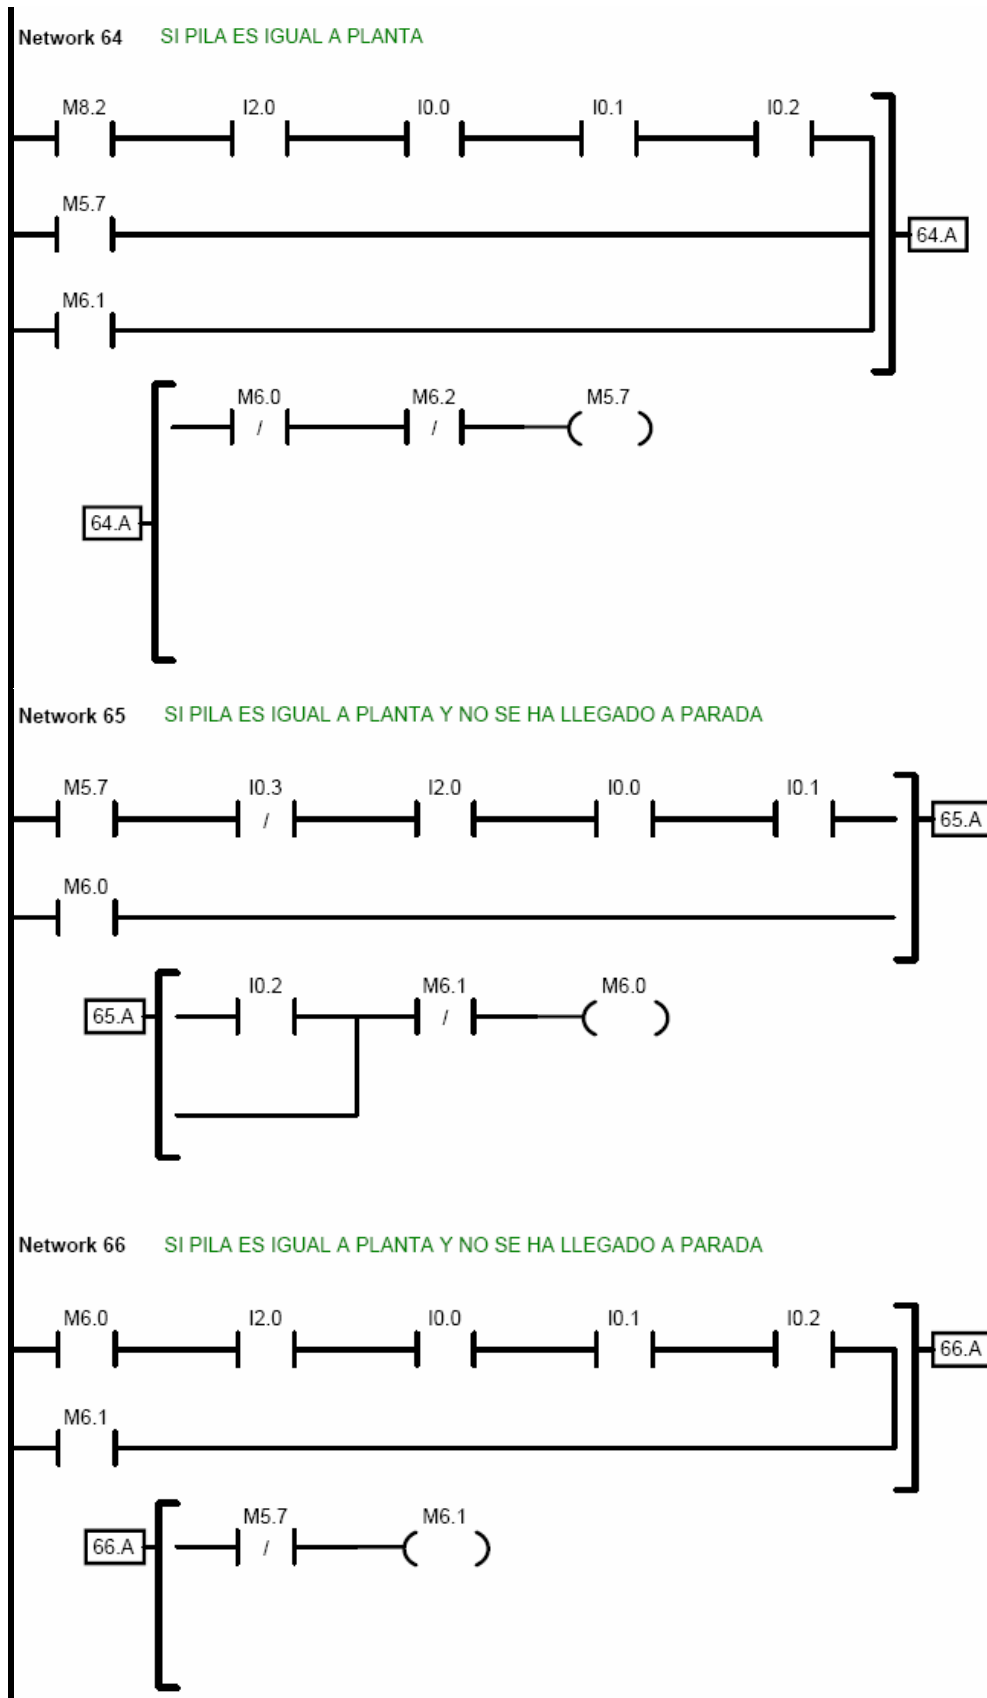 Network 64 SI PILA ES IGUAL A PLANTA
M8.2 I2.0 I0.0 I0.1 I0.2
M5.7
64.A
M6.1
M6.0 M6.2 M5.7
/ /
64.A
Network 65 SI PILA ES IGUAL A PLANTA Y NO SE HA LLEGADO A PARADA
M5.7 I0.3 I2.0 I0.0 I0.1
/ 65.A
M6.0
I0.2 M6.1 M6.0
65.A /
Network 66 SI PILA ES IGUAL A PLANTA Y NO SE HA LLEGADO A PARADA
M6.0 I2.0 I0.0 I0.1 I0.2
66.A
M6.1
M5.7 M6.1
66.A /